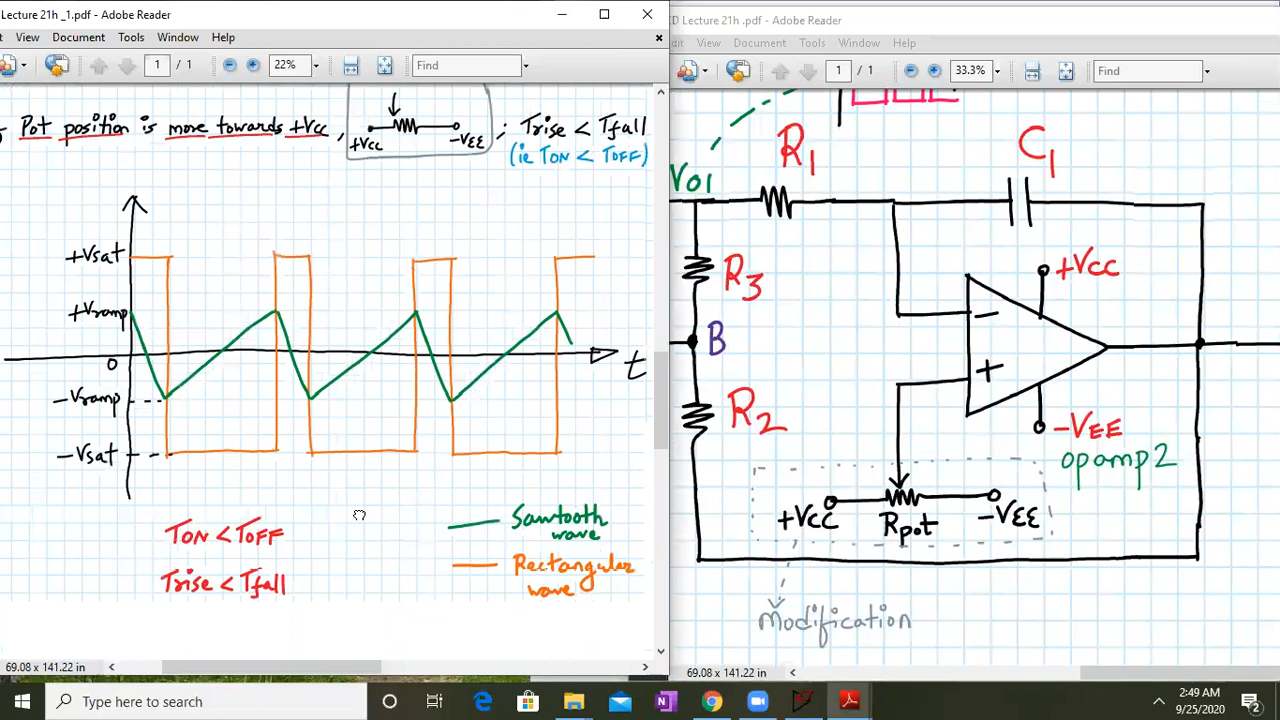 Lecture 21h _1.pdf - Adobe Reader
View Document Tools Window Help
1 / 1 22% Find
Pot position is move towards +Vcc, +Vcc -VEE ; Trise < Tfall
(ie TON < TOFF)
+Vsat
+Vramp
0
-Vramp
-Vsat
t
TON < TOFF
Trise < Tfall
Sawtooth wave
Rectangular wave
69.08 x 141.22 in
D Lecture 21h .pdf - Adobe Reader
dit View Document Tools Window Help
1 / 1 33.3% Find
Vo1
R1
C1
R3
B
R2
+Vcc
-
+
-VEE
opamp2
+Vcc
Rpot
-VEE
Modification
69.08 x 141.22 in
Type here to search
2:49 AM
9/25/2020
2